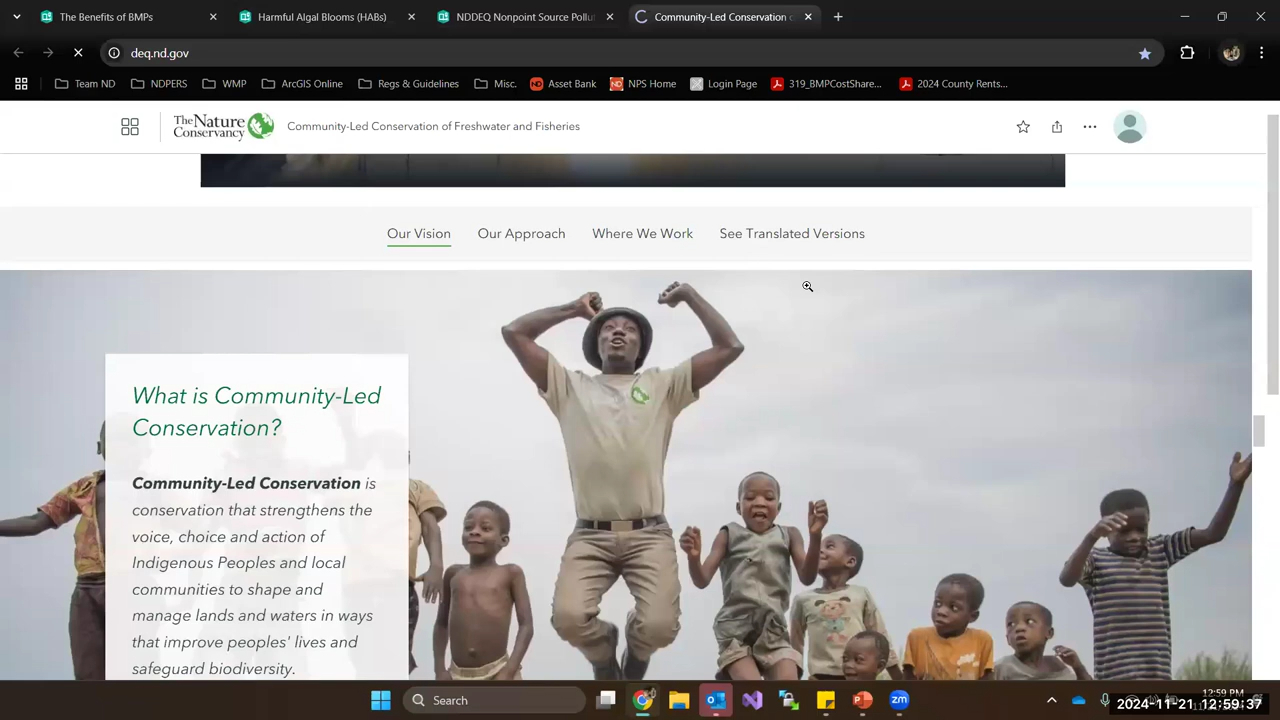 The Benefits of BMPs
Harmful Algal Blooms (HABs)
NDDEQ Nonpoint Source Pollu
Community-Led Conservation o
deq.nd.gov
Team ND
NDPERS
WMP
ArcGIS Online
Regs & Guidelines
Misc.
Asset Bank
NPS Home
Login Page
319_BMPCostShare...
2024 County Rents...
The Nature
Conservancy
Community-Led Conservation of Freshwater and Fisheries
Our Vision
Our Approach
Where We Work
See Translated Versions
What is Community-Led
Conservation?
Community-Led Conservation is
conservation that strengthens the
voice, choice and action of
Indigenous Peoples and local
communities to shape and
manage lands and waters in ways
that improve peoples' lives and
safeguard biodiversity.
Search
12:59 PM
2024-11-21 12:59:37